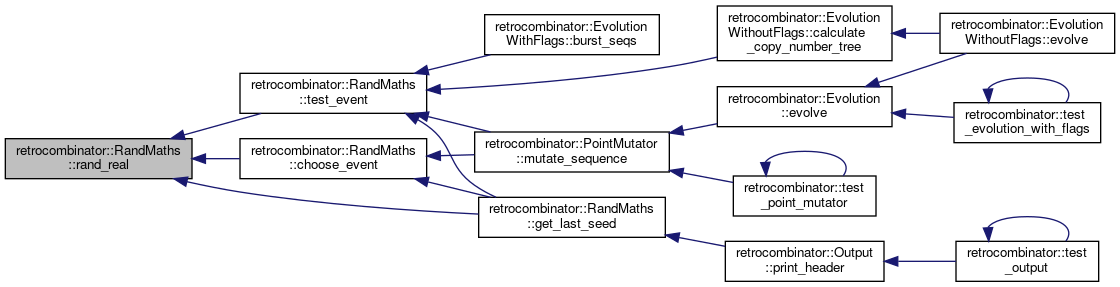 retrocombinator::RandMaths
::rand_real
retrocombinator::RandMaths
::test_event
retrocombinator::RandMaths
::choose_event
retrocombinator::Evolution
WithFlags::burst_seqs
retrocombinator::PointMutator
::mutate_sequence
retrocombinator::RandMaths
::get_last_seed
retrocombinator::Evolution
WithoutFlags::calculate
_copy_number_tree
retrocombinator::Evolution
::evolve
retrocombinator::test
_point_mutator
retrocombinator::Output
::print_header
retrocombinator::Evolution
WithoutFlags::evolve
retrocombinator::test
_evolution_with_flags
retrocombinator::test
_output